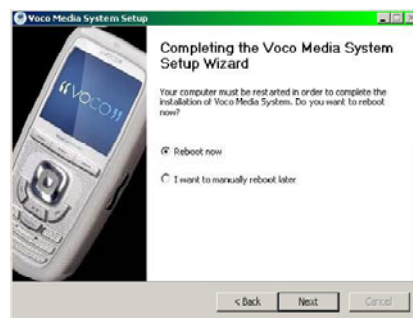 Voco Media System Setup
Completing the Voco Media System
Setup Wizard
Your computer must be restarted in order to complete the
installation of Voco Media System. Do you want to reboot
now?
Reboot now
I want to manually reboot later
((VOCO))
< Back Next Cancel